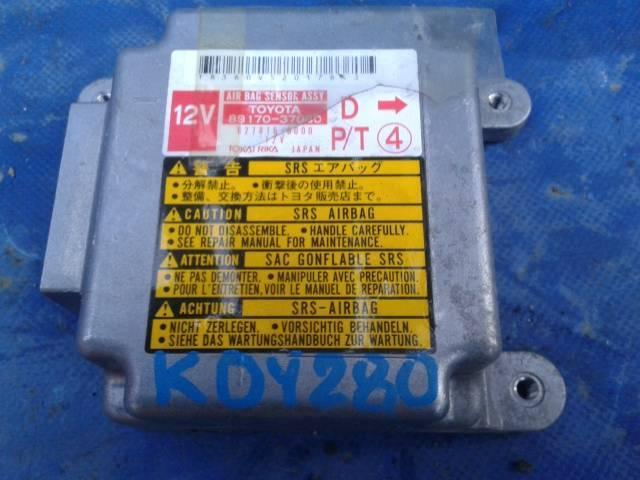 AIR BAG SENSOR ASSY
12V
TOYOTA
D →
12V
P/T ④
JAPAN
警告 SRS エアバッグ
•分解禁止。 •衝撃後の使用禁止。
•整備、交換方法はトヨタ販売店まで。
CAUTION SRS AIRBAG
•DO NOT DISASSEMBLE. •HANDLE CAREFULLY.
•SEE REPAIR MANUAL FOR MAINTENANCE.
ATTENTION SAC GONFLABLE SRS
•NE PAS DEMONTER. •MANIPULER AVEC PRECAUTION.
•POUR L'ENTRETIEN, VOIR LE MANUEL DE REPARATION.
ACHTUNG SRS-AIRBAG
•NICHT ZERLEGEN. •VORSICHTIG BEHANDELN.
•SIEHE DAS WARTUNGSHANDBUCH ZUR WARTUNG.
KDY280